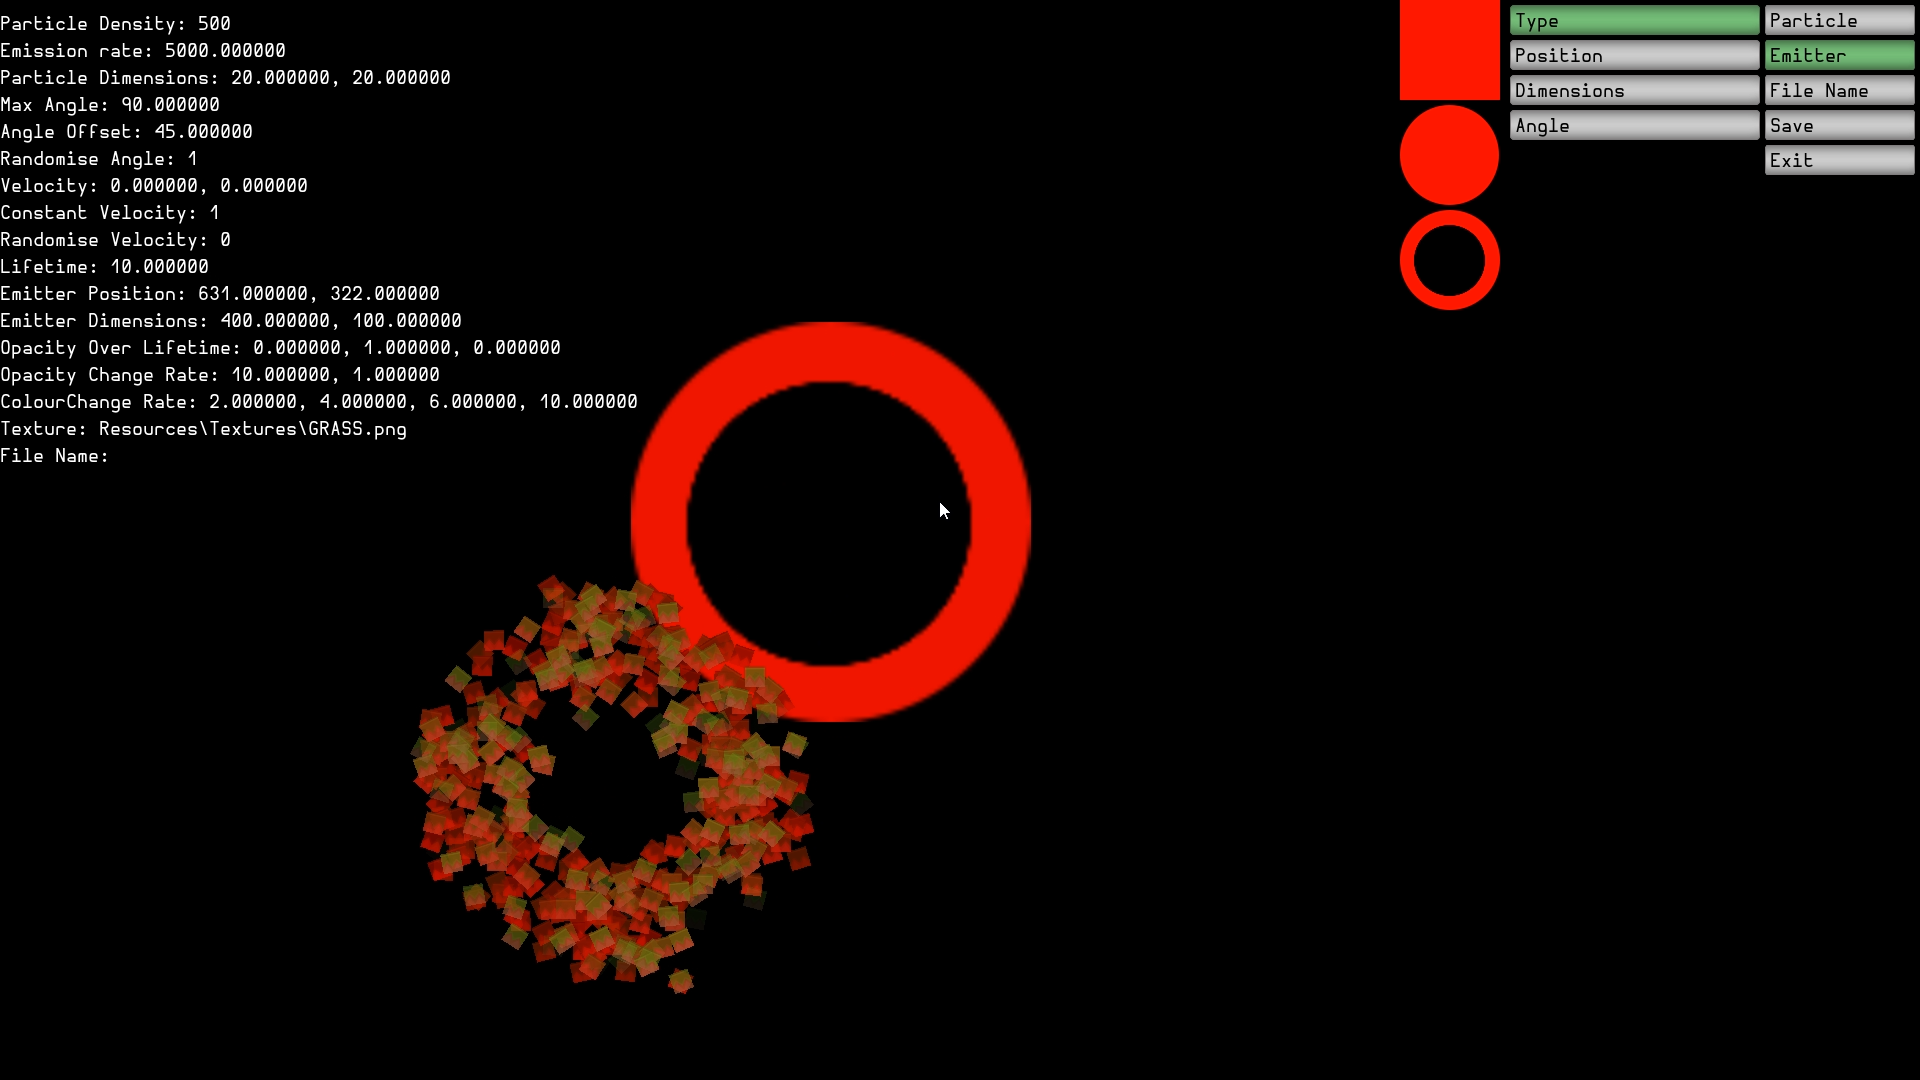 Particle Density: 500
Emission rate: 5000.000000
Particle Dimensions: 20.000000, 20.000000
Max Angle: 90.000000
Angle Offset: 45.000000
Randomise Angle: 1
Velocity: 0.000000, 0.000000
Constant Velocity: 1
Randomise Velocity: 0
Lifetime: 10.000000
Emitter Position: 631.000000, 322.000000
Emitter Dimensions: 400.000000, 100.000000
Opacity Over Lifetime: 0.000000, 1.000000, 0.000000
Opacity Change Rate: 10.000000, 1.000000
ColourChange Rate: 2.000000, 4.000000, 6.000000, 10.000000
Texture: Resources\Textures\GRASS.png
File Name:
Type
Position
Dimensions
Angle
Particle
Emitter
File Name
Save
Exit